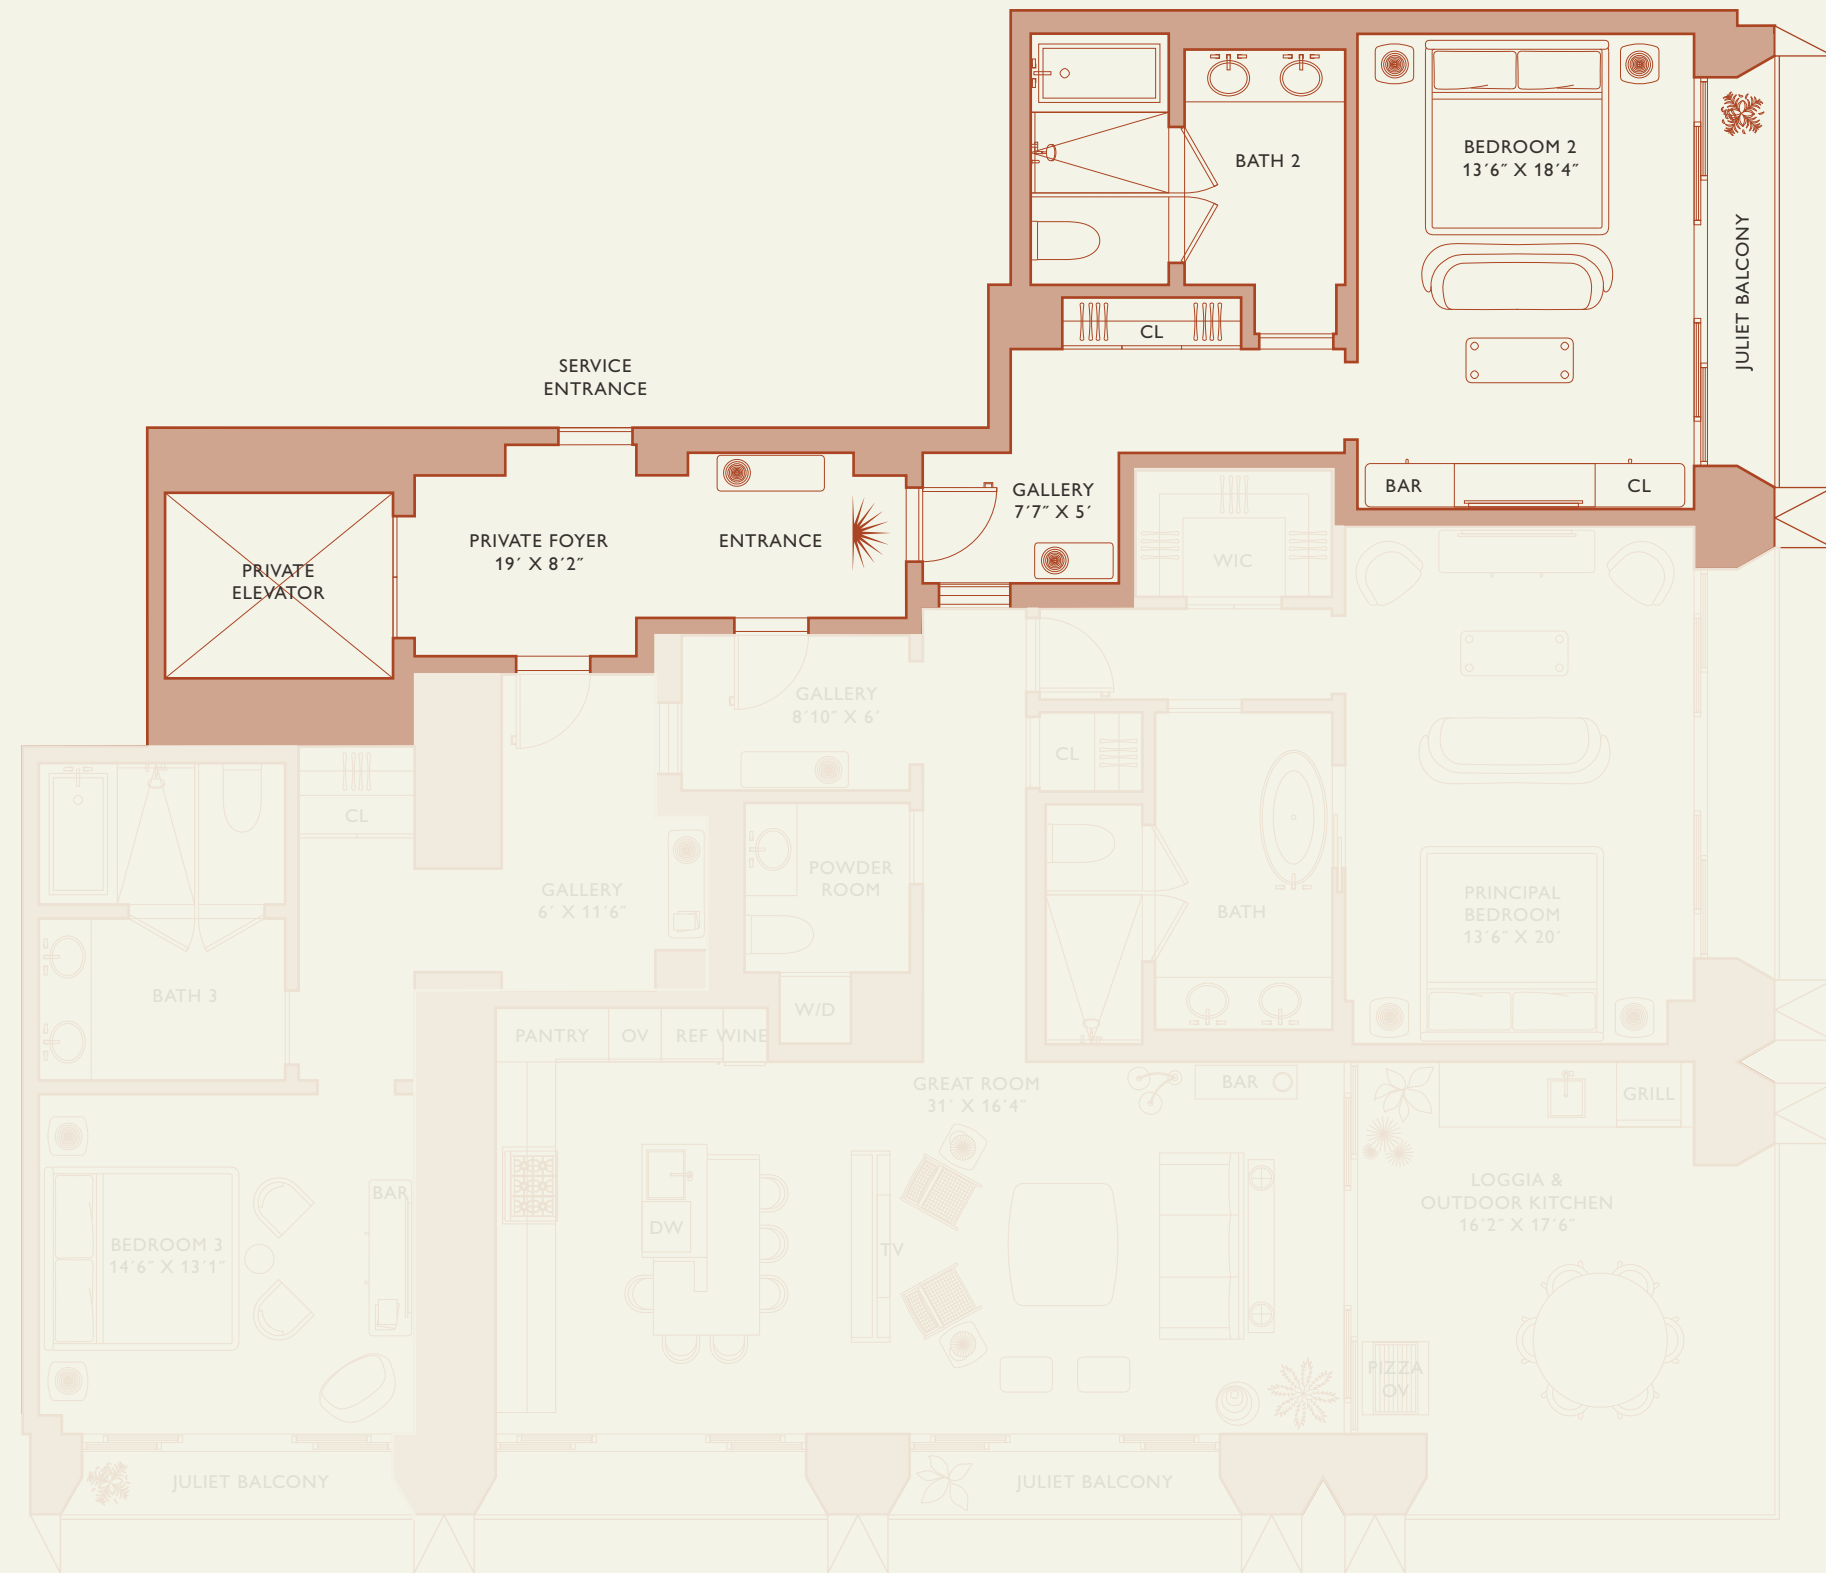 BEDROOM 2
13´6˝ X 18´4˝
BATH 2
JULIET BALCONY
CL
SERVICE
ENTRANCE
BAR
CL
GALLERY
7´7˝ X 5´
PRIVATE FOYER
19´ X 8´2˝
ENTRANCE
PRIVATE
ELEVATOR
WIC
GALLERY
8´10˝ X 6´
CL
CL
POWDER
ROOM
GALLERY
6´ X 11´6˝
BATH
PRINCIPAL
BEDROOM
13´6˝ X 20´
BATH 3
W/D
PANTRY
OV
REF
WINE
GREAT ROOM
31´ X 16´4˝
BAR
GRILL
LOGGIA &
OUTDOOR KITCHEN
16´2˝ X 17´6˝
BAR
DW
TV
BEDROOM 3
14´6˝ X 13´1˝
PIZZA
OV
JULIET BALCONY
JULIET BALCONY